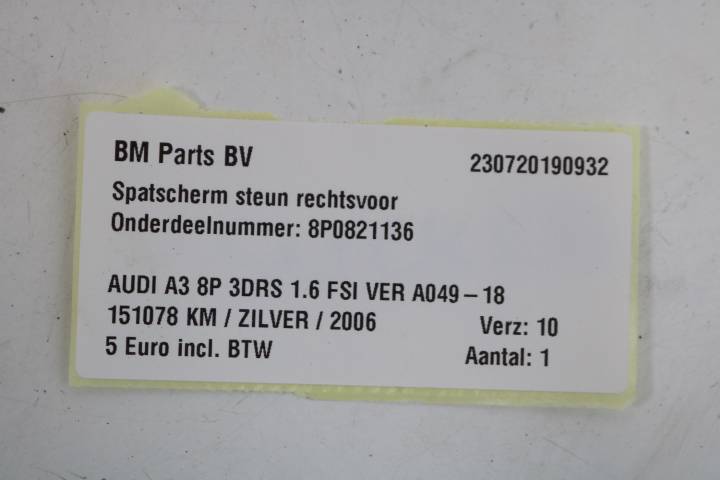 BM Parts BV 230720190932
Spatscherm steun rechtsvoor
Onderdeelnummer: 8P0821136
AUDI A3 8P 3DRS 1.6 FSI VER A049-18
151078 KM / ZILVER / 2006 Verz: 10
5 Euro incl. BTW Aantal: 1